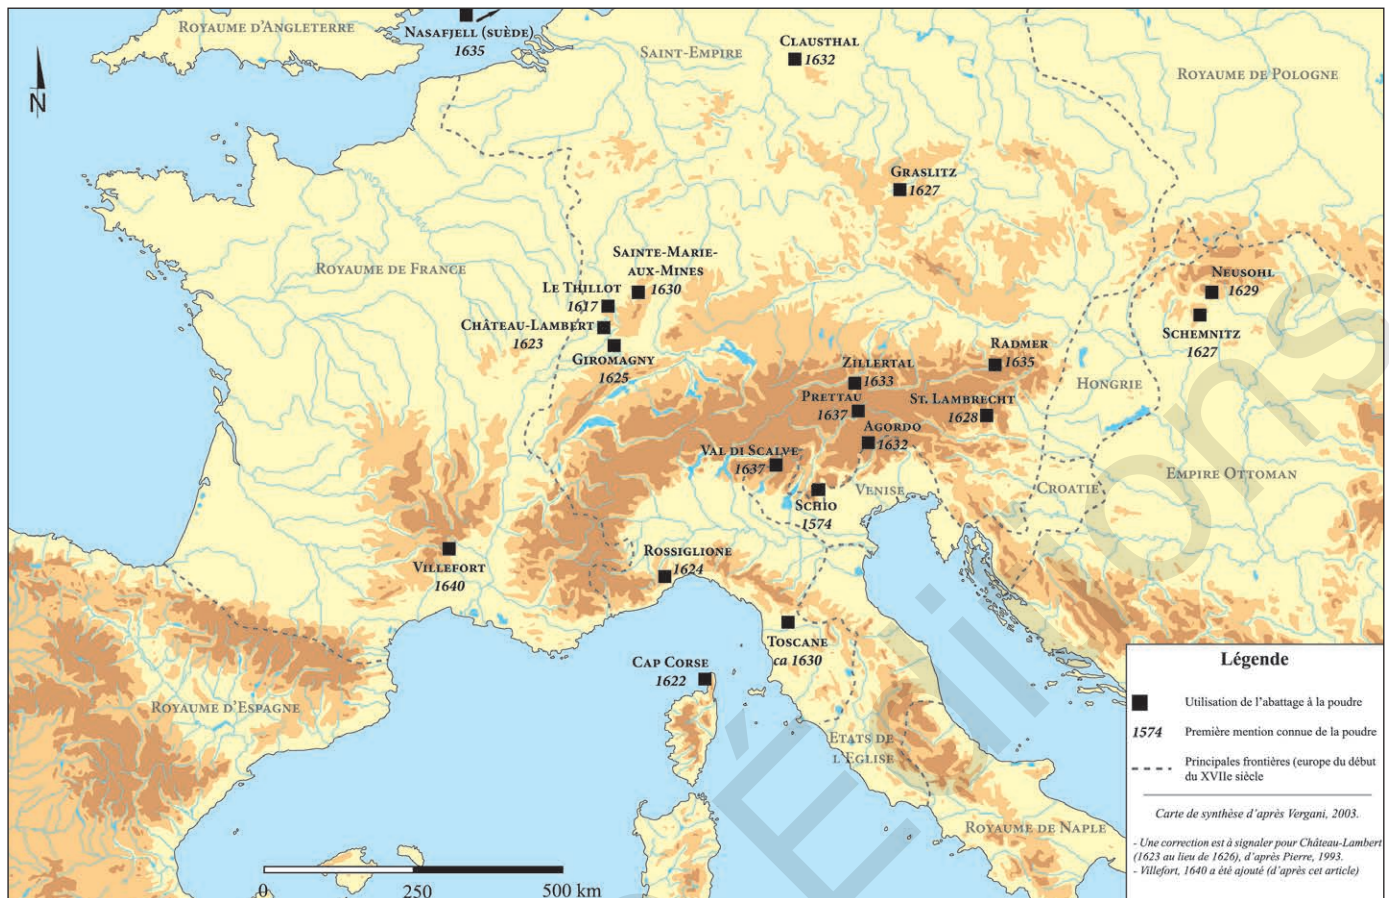 Royaume d'Angleterre
Nasafjell (suède)
1635
Saint-Empire
Clausthal
1632
Royaume de Pologne
N
Graslitz
1627
Sainte-Marie-
aux-Mines
1630
Royaume de France
Le Thillot
1617
Château-Lambert
1623
Giromagny
1625
Neusohl
1629
Schemnitz
1627
Radmer
1635
Zillertal
1633
Hongrie
Prettau
1637
St. Lambrecht
1628
Agordo
1632
Val di Scalve
1637
Venise
Croatie
Empire Ottoman
Schio
1574
Villefort
1640
Rossiglione
1624
Toscane
ca 1630
Cap Corse
1622
Royaume d'Espagne
Etats de
l'Eglise
Royaume de Naple
0 250 500 km
Légende
Utilisation de l'abattage à la poudre
1574 Première mention connue de la poudre
Principales frontières (europe du début
du XVIIe siècle
Carte de synthèse d'après Vergani, 2003.
- Une correction est à signaler pour Château-Lambert
(1623 au lieu de 1626), d'après Pierre, 1993.
- Villefort, 1640 a été ajouté (d'après cet article)
Éditions